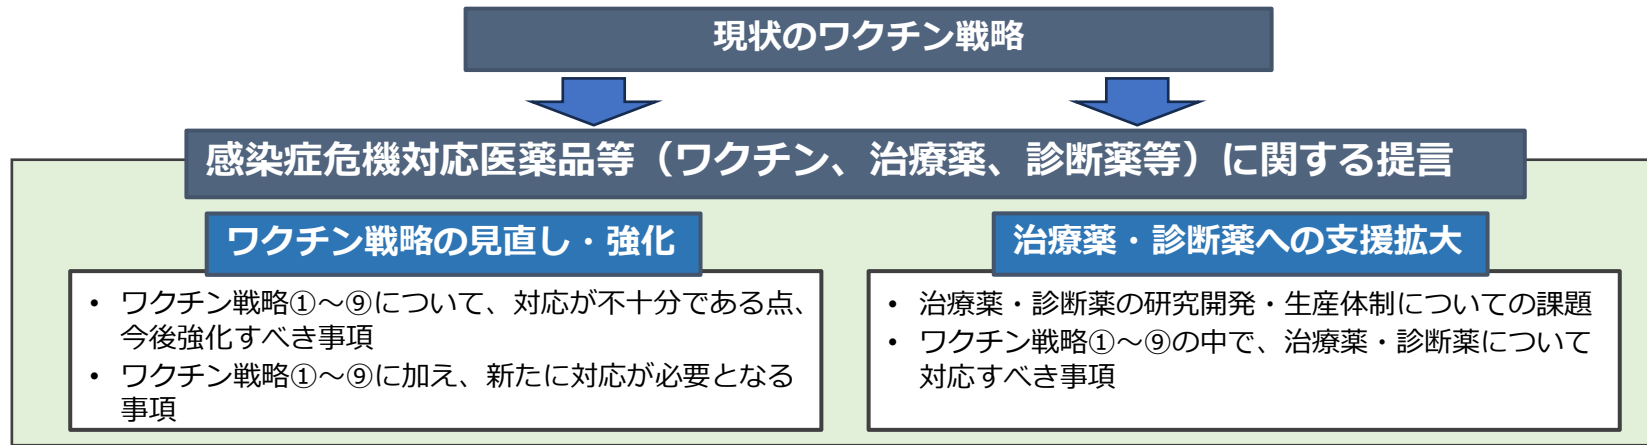 現状のワクチン戦略
感染症危機対応医薬品等（ワクチン、治療薬、診断薬等）に関する提言
ワクチン戦略の見直し・強化
• ワクチン戦略①～⑨について、対応が不十分である点、
今後強化すべき事項
• ワクチン戦略①～⑨に加え、新たに対応が必要となる
事項
治療薬・診断薬への支援拡大
• 治療薬・診断薬の研究開発・生産体制についての課題
• ワクチン戦略①～⑨の中で、治療薬・診断薬について
対応すべき事項